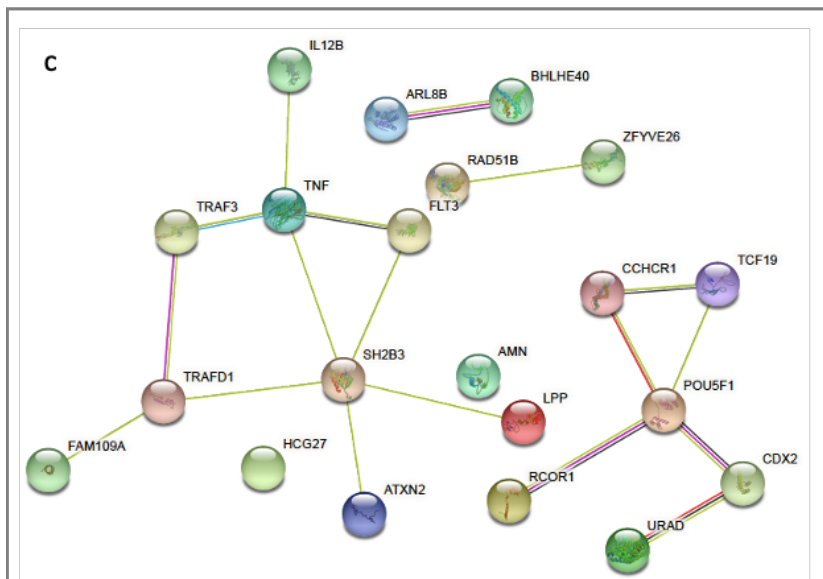 C
IL12B
ARL8B
BHLHE40
ZFYVE26
RAD51B
TNF
TRAF3
FLT3
CCHCR1
TCF19
SH2B3
AMN
TRAFD1
LPP
POU5F1
FAM109A
HCG27
RCOR1
CDX2
ATXN2
URAD